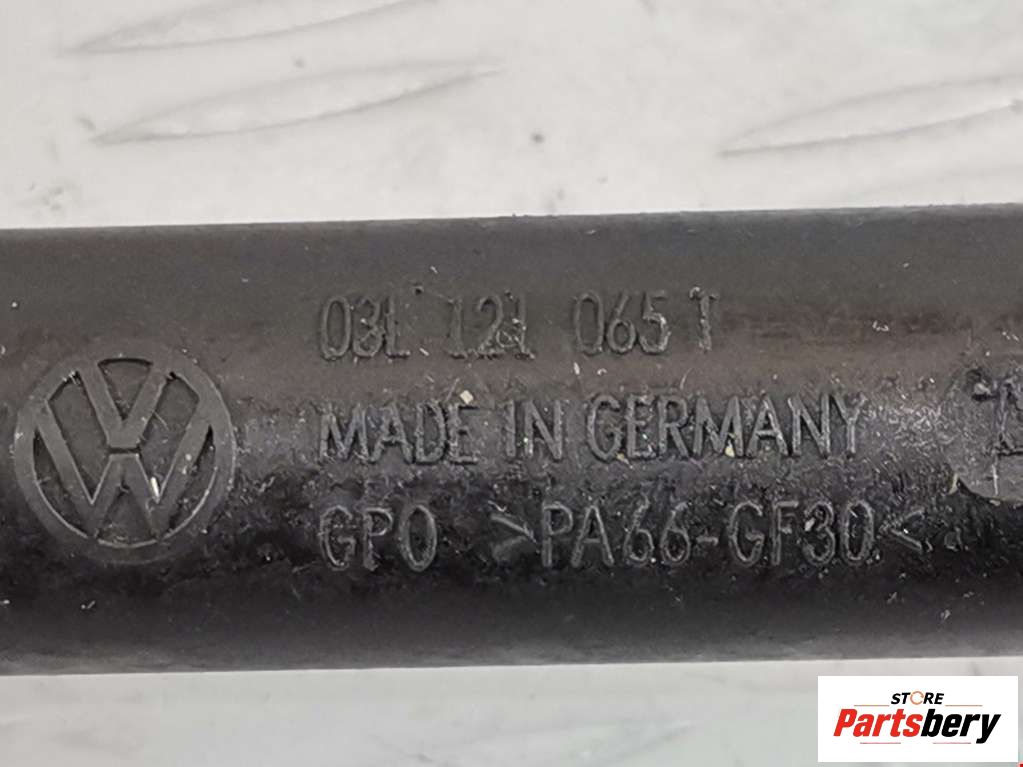 03L 121 065 T
MADE IN GERMANY
GPO >PA66-GF30<
STORE
Partsbery